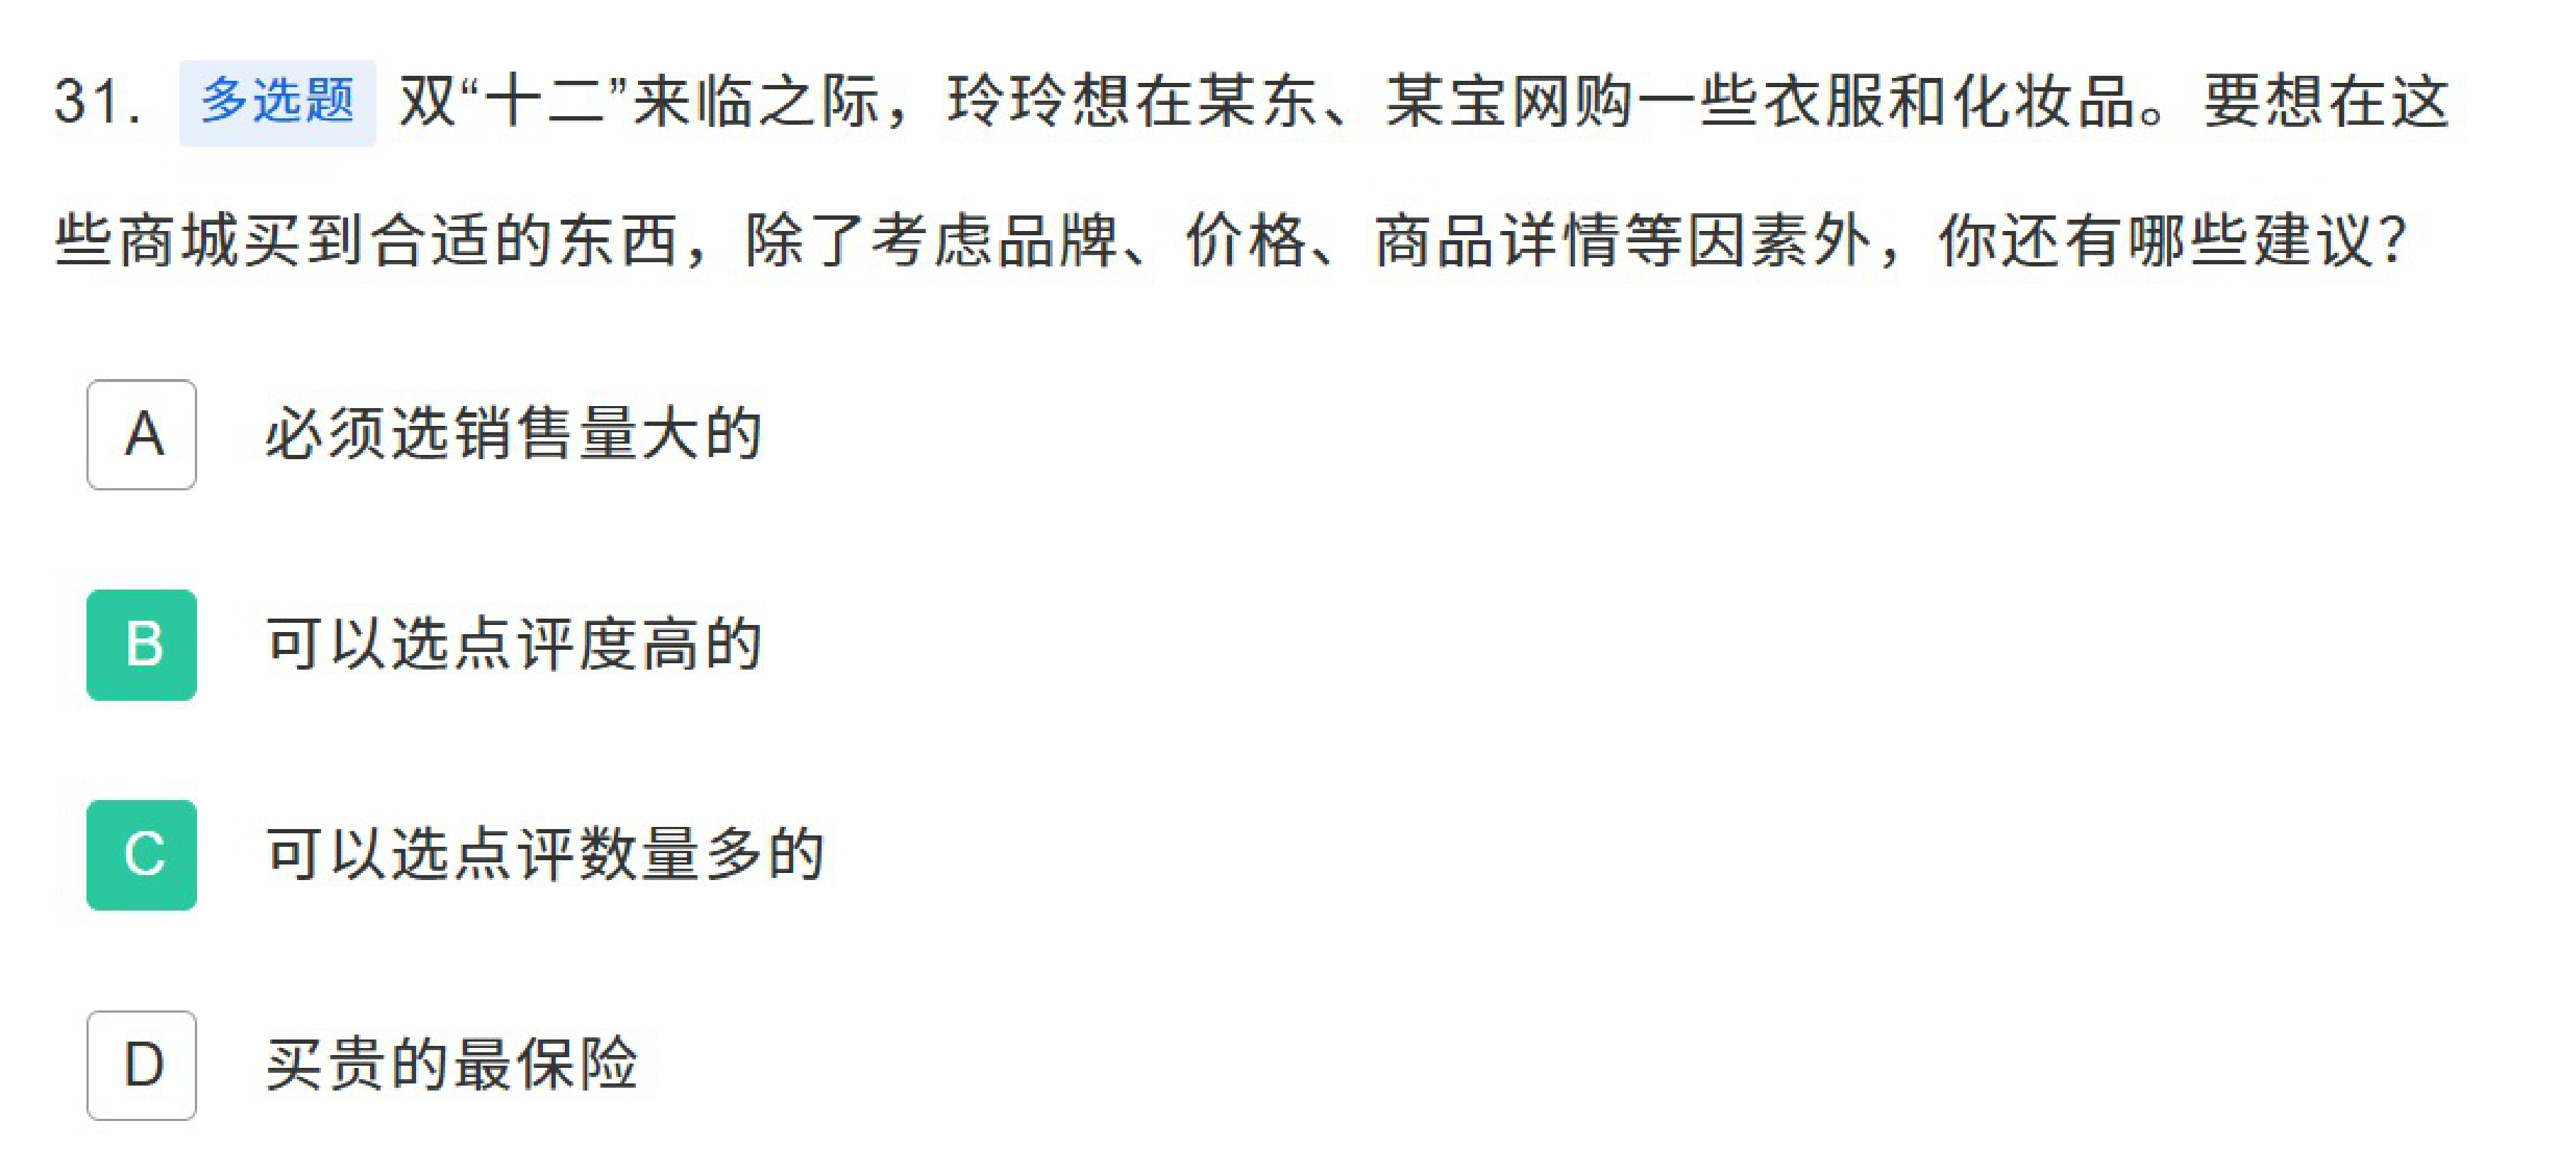 31. 多选题 双“十二”来临之际，玲玲想在某东、某宝网购一些衣服和化妆品。要想在这
些商城买到合适的东西，除了考虑品牌、价格、商品详情等因素外，你还有哪些建议？
A 必须选销售量大的
B 可以选点评度高的
C 可以选点评数量多的
D 买贵的最保险